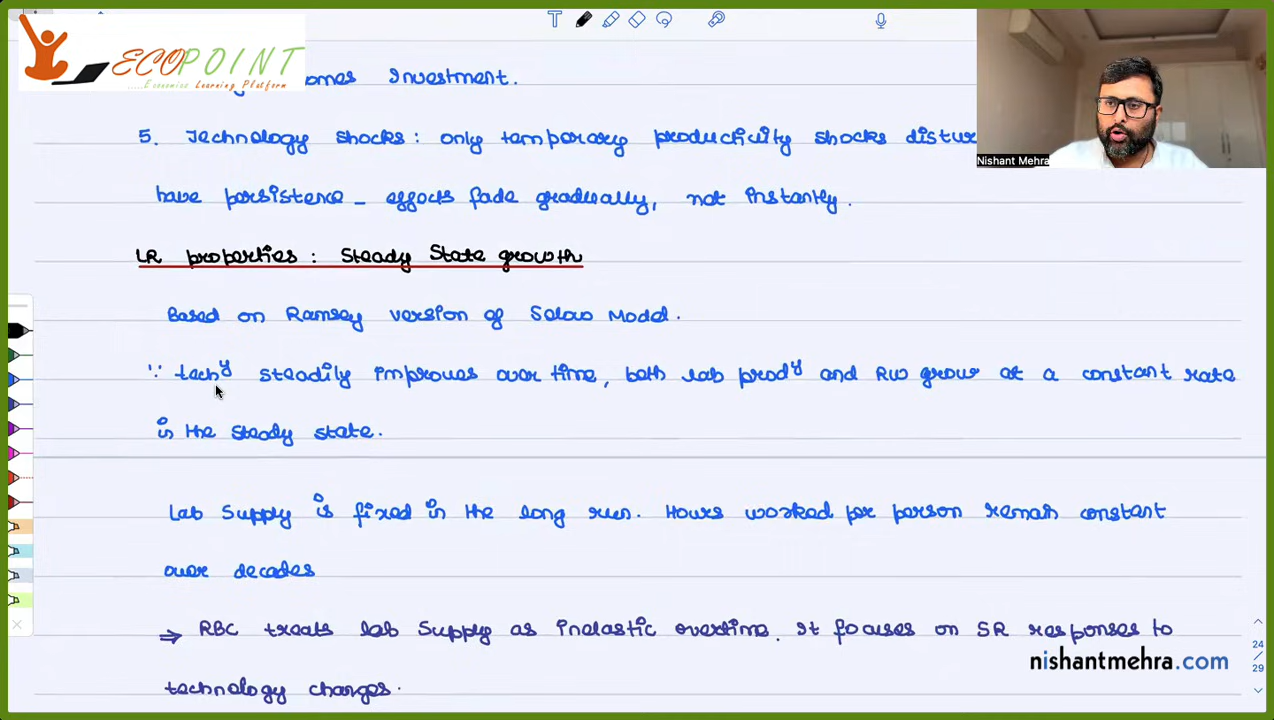 ECOPOINT
.....Economics Learning Platform
omes Investment.
5. Technology shocks: only temporary productivity shocks distur
Nishant Mehra
have persistence - effects fade gradually, not instantly.
LR properties: Steady State growth
Based on Ramsey version of Solow Model.
∵ techʸ steadily improves over time, both lab prodʸ and RW grow at a constant rate
in the steady state.
Lab Supply is fixed in the long run. Hours worked per person remain constant
over decades
⇒ RBC treats lab Supply as inelastic overtime. It focuses on SR responses to
nishantmehra.com
technology changes.
24
/
29